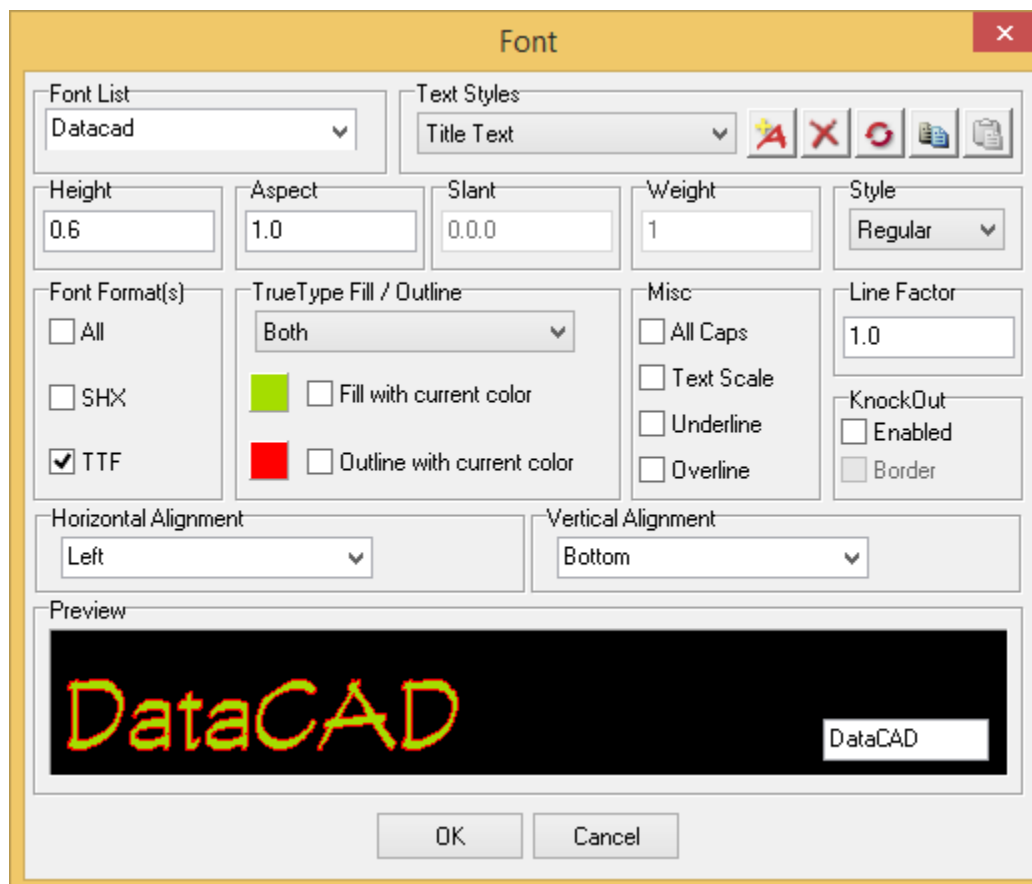 Font
Font List
Text Styles
Datacad
Title Text
Height
Aspect
Slant
Weight
Style
0.6
1.0
0.0.0
1
Regular
Font Format(s)
TrueType Fill / Outline
Misc
Line Factor
All
Both
All Caps
1.0
SHX
Fill with current color
Text Scale
KnockOut
Underline
Enabled
TTF
Outline with current color
Overline
Border
Horizontal Alignment
Vertical Alignment
Left
Bottom
Preview
DataCAD
DataCAD
OK
Cancel